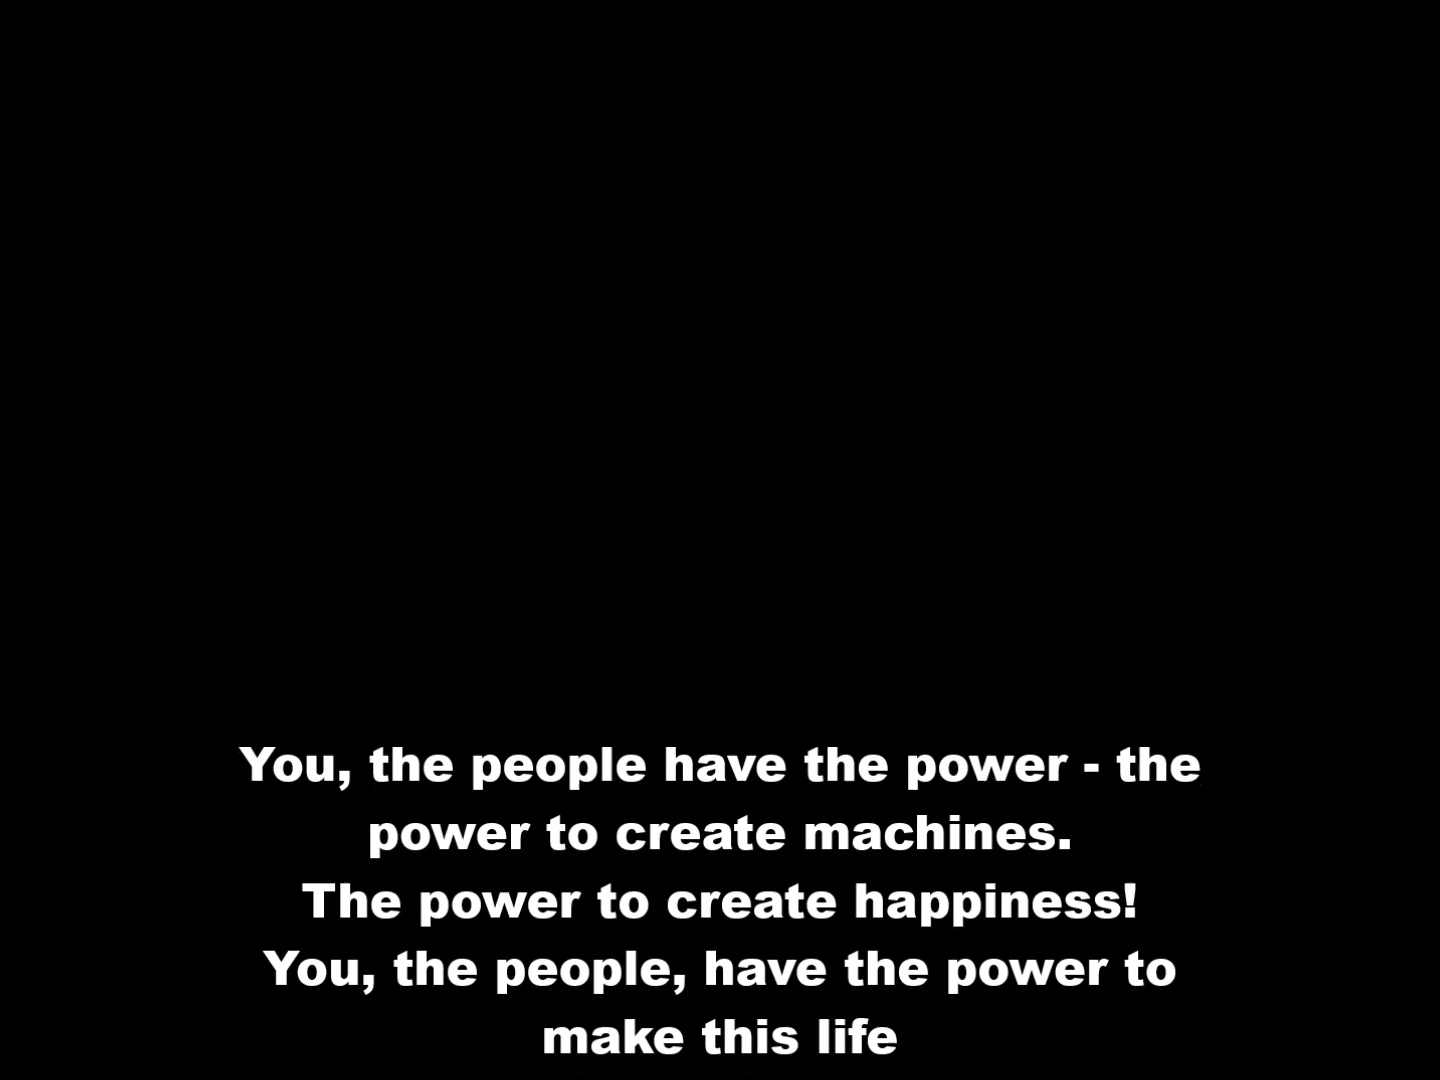 You, the people have the power - the
power to create machines.
The power to create happiness!
You, the people, have the power to
make this life